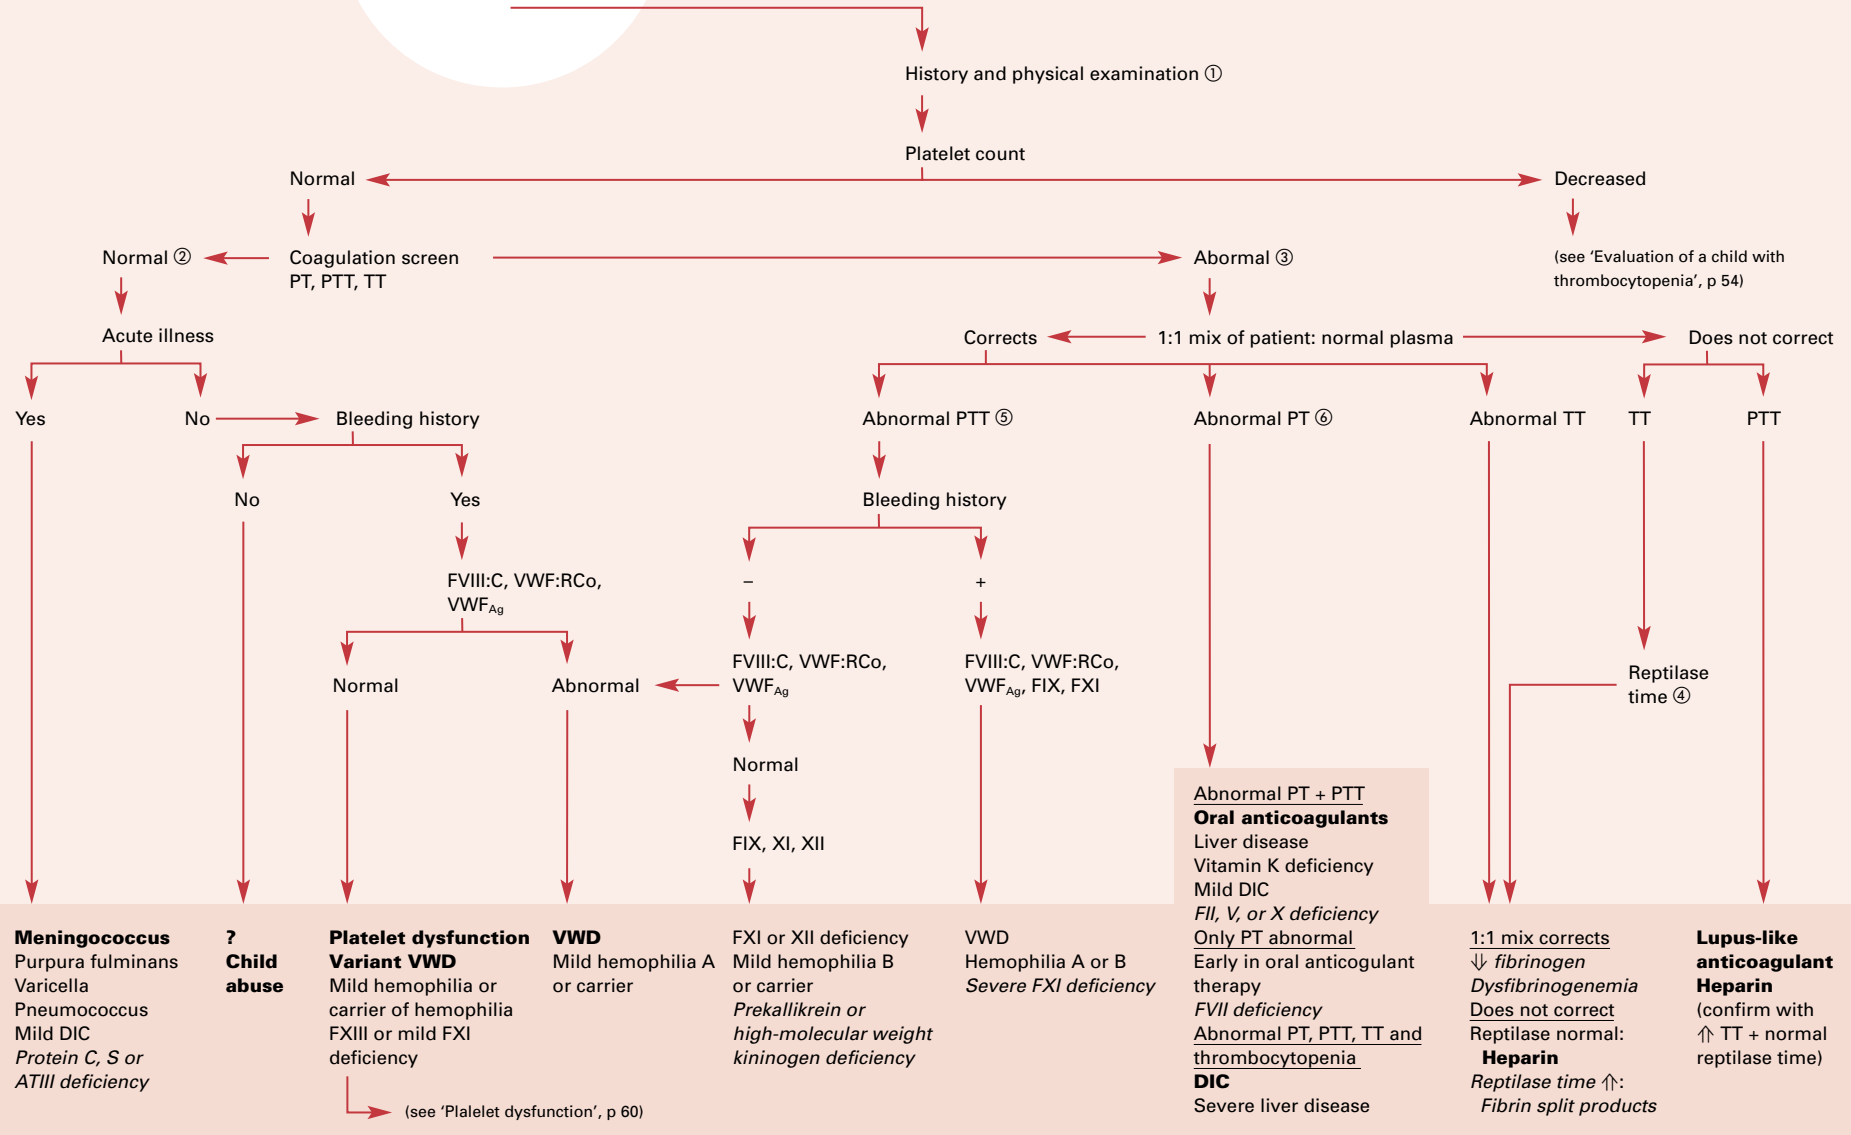 History and physical examination ①
Platelet count
Normal
Decreased
Normal ②
Coagulation screen
PT, PTT, TT
Abormal ③
(see ‘Evaluation of a child with
thrombocytopenia’, p 54)
Acute illness
Corrects
1:1 mix of patient: normal plasma
Does not correct
Yes
No
Bleeding history
Abnormal PTT ⑤
Abnormal PT ⑥
Abnormal TT
TT
PTT
No
Yes
Bleeding history
FVIII:C, VWF:RCo,
VWFAg
–
+
Normal
Abnormal
FVIII:C, VWF:RCo,
VWFAg
FVIII:C, VWF:RCo,
VWFAg, FIX, FXI
Reptilase
time ④
Normal
FIX, XI, XII
Meningococcus
Purpura fulminans
Varicella
Pneumococcus
Mild DIC
Protein C, S or
ATIII deficiency
?
Child
abuse
Platelet dysfunction
Variant VWD
Mild hemophilia or
carrier of hemophilia
FXIII or mild FXI
deficiency
(see ‘Plalelet dysfunction’, p 60)
VWD
Mild hemophilia A
or carrier
FXI or XII deficiency
Mild hemophilia B
or carrier
Prekallikrein or
high-molecular weight
kininogen deficiency
VWD
Hemophilia A or B
Severe FXI deficiency
Abnormal PT + PTT
Oral anticoagulants
Liver disease
Vitamin K deficiency
Mild DIC
FII, V, or X deficiency
Only PT abnormal
Early in oral anticogulant
therapy
FVII deficiency
Abnormal PT, PTT, TT and
thrombocytopenia
DIC
Severe liver disease
1:1 mix corrects
⇓ fibrinogen
Dysfibrinogenemia
Does not correct
Reptilase normal:
Heparin
Reptilase time ⇑:
Fibrin split products
Lupus-like
anticoagulant
Heparin
(confirm with
⇑ TT + normal
reptilase time)